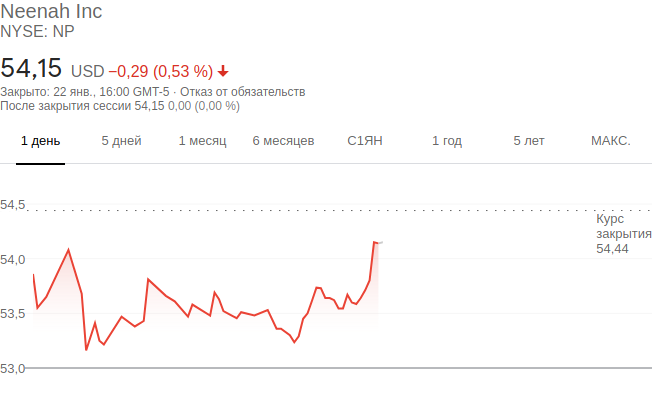 Neenah Inc
NYSE: NP
54,15 USD −0,29 (0,53 %)
Закрыто: 22 янв., 16:00 GMT-5 · Отказ от обязательств
После закрытия сессии 54,15 0,00 (0,00 %)
1 день 5 дней 1 месяц 6 месяцев С1ЯН 1 год 5 лет МАКС.
54,5
Курс
закрытия
54,44
54,0
53,5
53,0